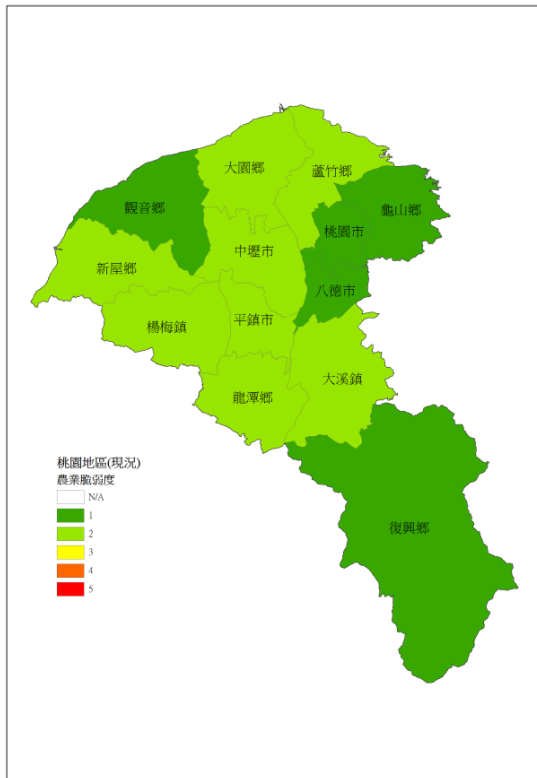 大園鄉
蘆竹鄉
觀音鄉
龜山鄉
桃園市
中壢市
新屋鄉
八德市
楊梅鎮
平鎮市
大溪鎮
龍潭鄉
桃園地區(現況)
農業脆弱度
N/A
1
2
3
4
5
復興鄉